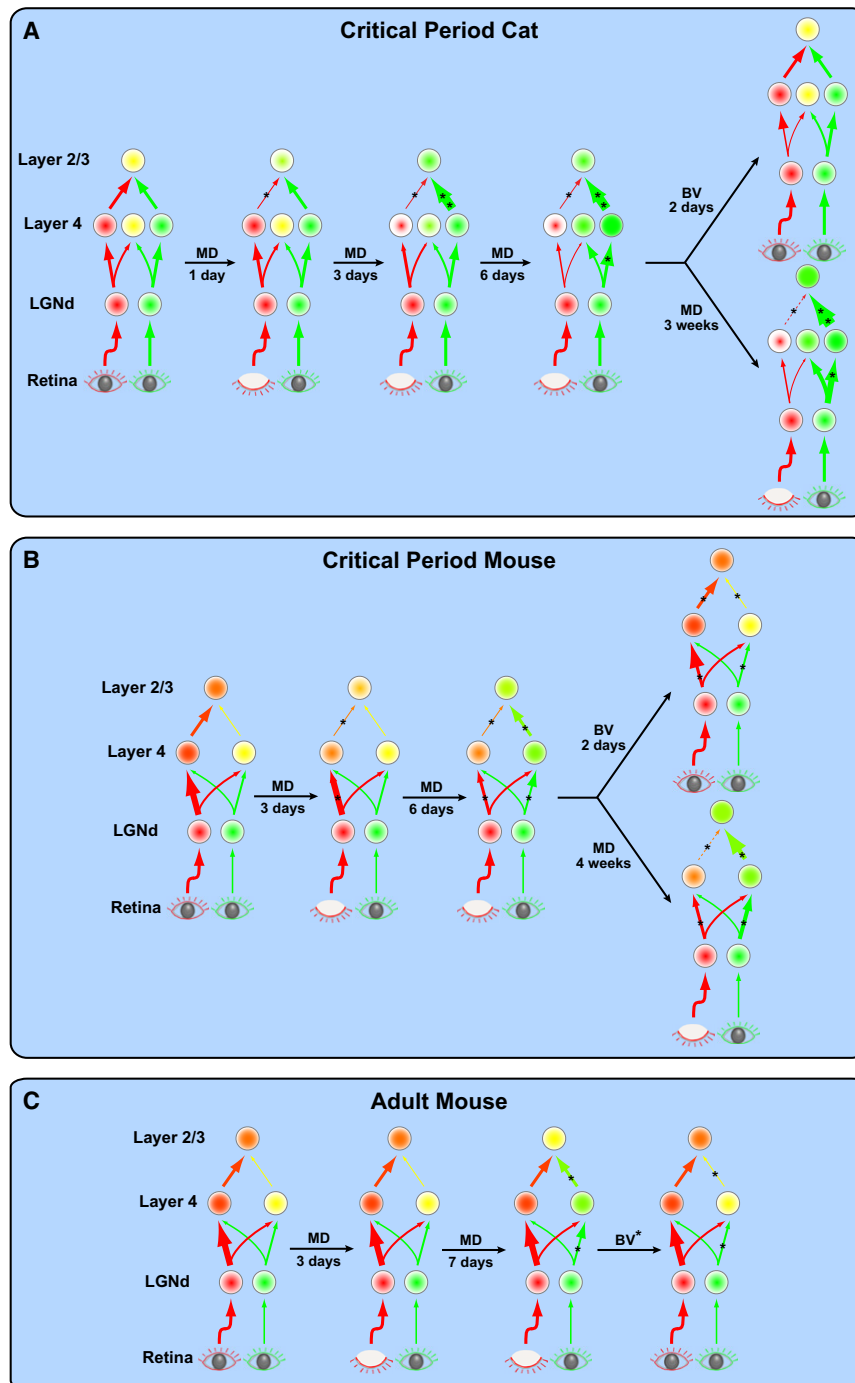 A
Critical Period Cat
Layer 2/3
Layer 4
LGNd
Retina
MD
1 day
*
MD
3 days
*
*
*
MD
6 days
*
*
*
*
BV
2 days
MD
3 weeks
*
*
*
*
B
Critical Period Mouse
Layer 2/3
Layer 4
LGNd
Retina
MD
3 days
*
*
MD
6 days
*
*
*
*
BV
2 days
*
*
*
*
MD
4 weeks
*
*
*
*
C
Adult Mouse
Layer 2/3
Layer 4
LGNd
Retina
MD
3 days
MD
7 days
*
*
BV*
*
*